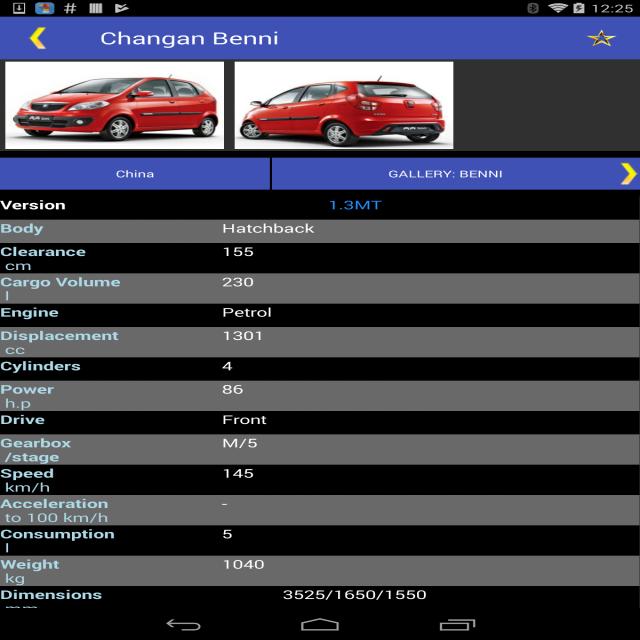 12:25
Changan Benni
China
GALLERY: BENNI
Version 1.3MT
Body Hatchback
Clearance 155
cm
Cargo Volume 230
l
Engine Petrol
Displacement 1301
cc
Cylinders 4
Power 86
h.p
Drive Front
Gearbox M/5
/stage
Speed 145
km/h
Acceleration -
to 100 km/h
Consumption 5
l
Weight 1040
kg
Dimensions 3525/1650/1550